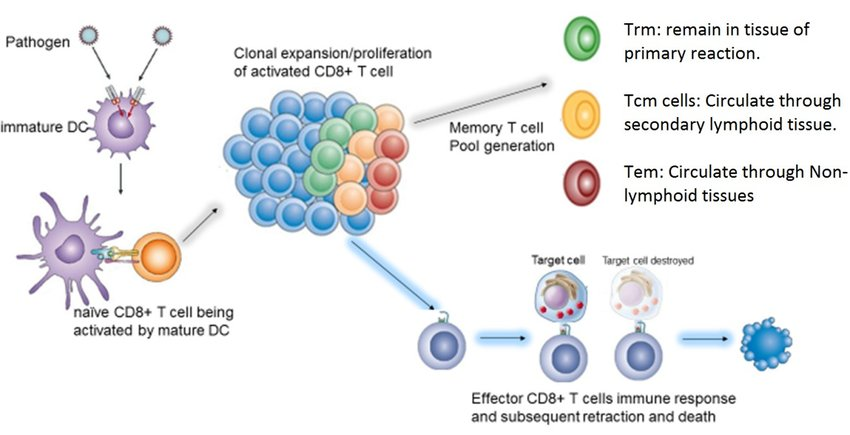 Pathogen
immature DC
naïve CD8+ T cell being
activated by mature DC
Clonal expansion/proliferation
of activated CD8+ T cell
Memory T cell
Pool generation
Trm: remain in tissue of
primary reaction.
Tcm cells: Circulate through
secondary lymphoid tissue.
Tem: Circulate through Non-
lymphoid tissues
Target cell
Target cell destroyed
Effector CD8+ T cells immune response
and subsequent retraction and death